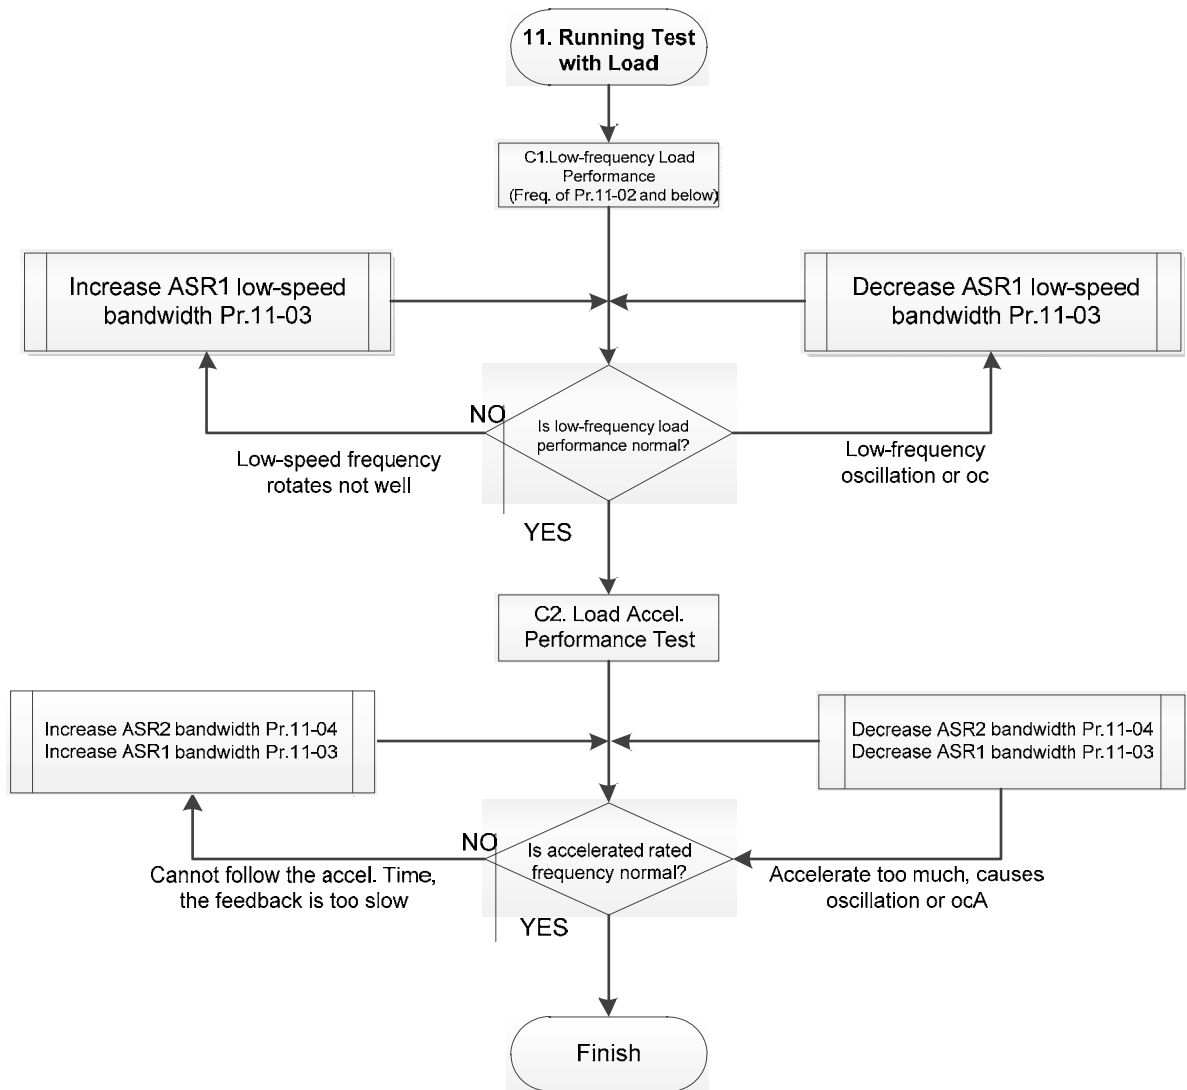 11. Running Test
with Load
C1.Low-frequency Load
Performance
(Freq. of Pr.11-02 and below)
Increase ASR1 low-speed
bandwidth Pr.11-03
Decrease ASR1 low-speed
bandwidth Pr.11-03
NO
Is low-frequency load
performance normal?
Low-speed frequency
rotates not well
Low-frequency
oscillation or oc
YES
C2. Load Accel.
Performance Test
Increase ASR2 bandwidth Pr.11-04
Increase ASR1 bandwidth Pr.11-03
Decrease ASR2 bandwidth Pr.11-04
Decrease ASR1 bandwidth Pr.11-03
NO
Is accelerated rated
frequency normal?
Cannot follow the accel. Time,
the feedback is too slow
Accelerate too much, causes
oscillation or ocA
YES
Finish